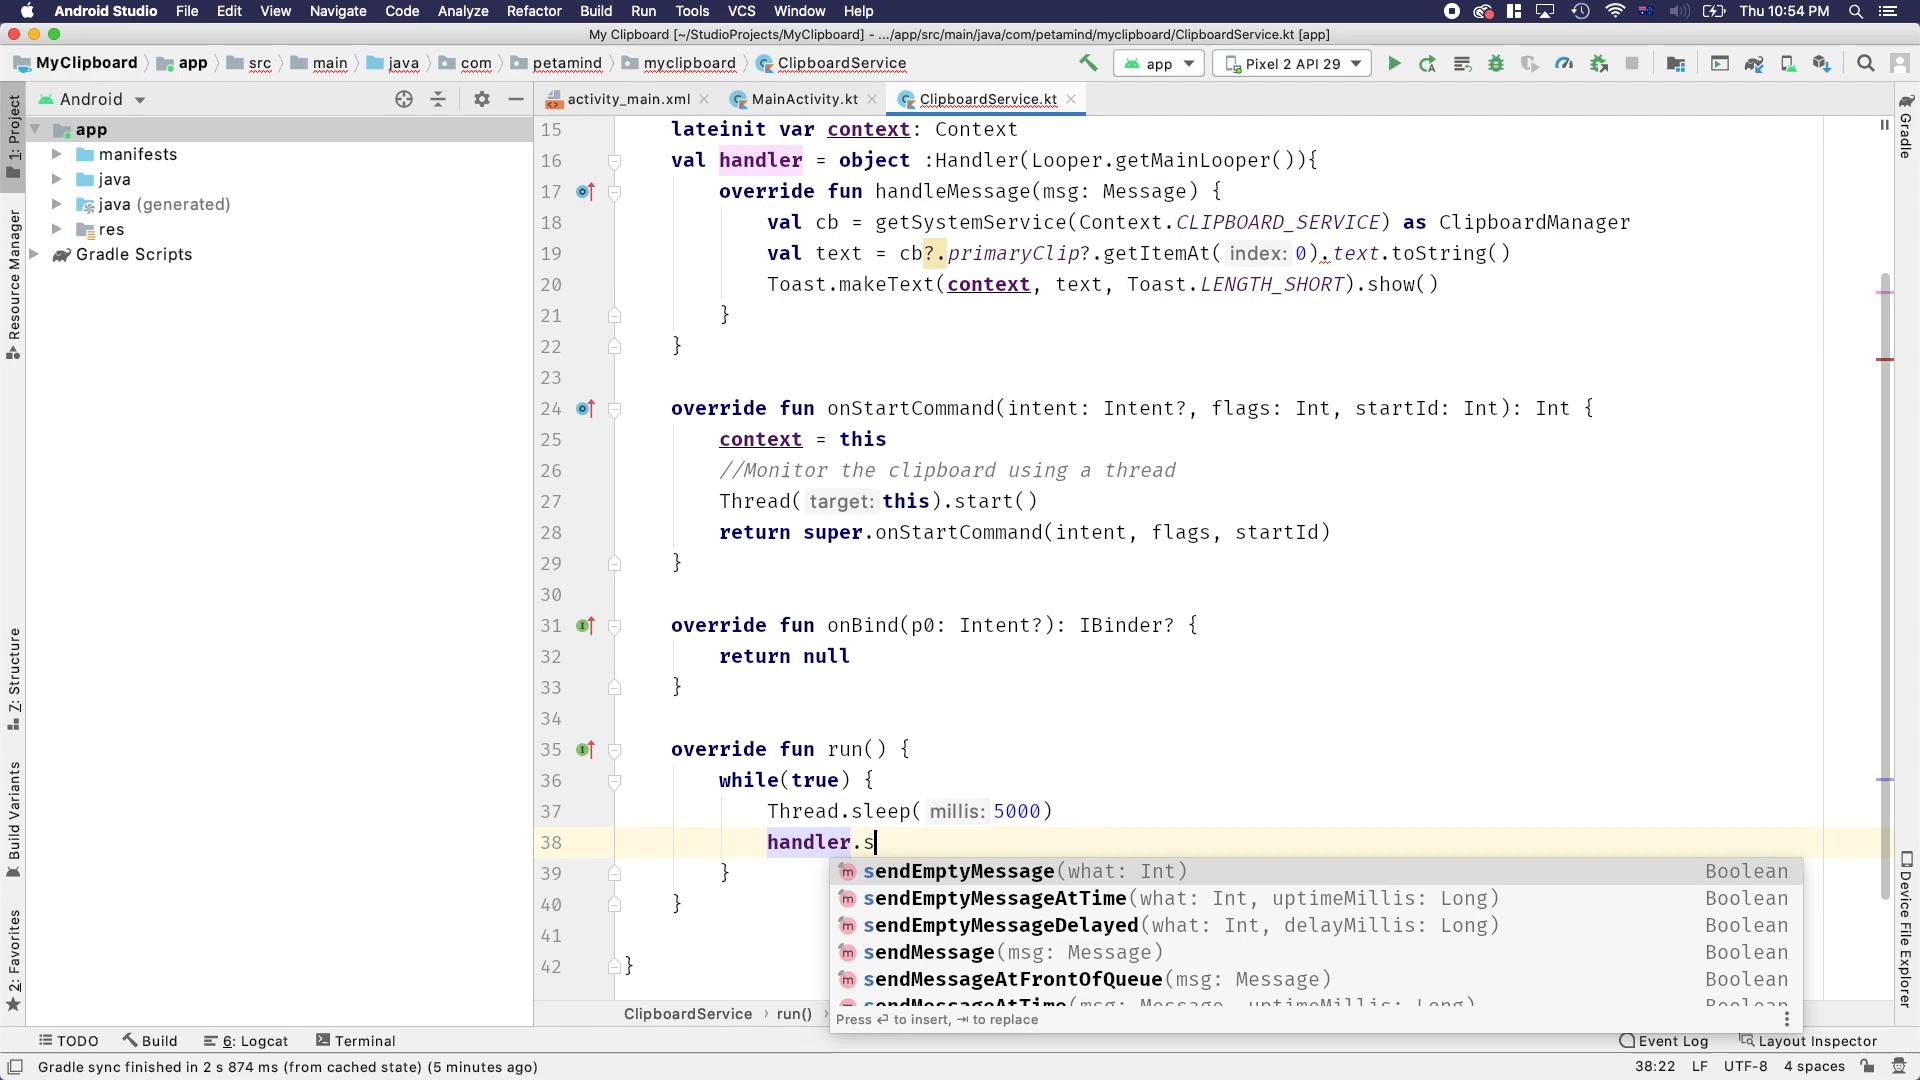 Android Studio File Edit View Navigate Code Analyze Refactor Build Run Tools VCS Window Help Thu 10:54 PM
My Clipboard [~/StudioProjects/MyClipboard] - .../app/src/main/java/com/petamind/myclipboard/ClipboardService.kt [app]
MyClipboard app src main java com petamind myclipboard ClipboardService app Pixel 2 API 29
1: Project
Resource Manager
Z: Structure
Build Variants
2: Favorites
Android
app
manifests
java
java (generated)
res
Gradle Scripts
activity_main.xml MainActivity.kt ClipboardService.kt
15 lateinit var context: Context
16 val handler = object :Handler(Looper.getMainLooper()){
17 override fun handleMessage(msg: Message) {
18 val cb = getSystemService(Context.CLIPBOARD_SERVICE) as ClipboardManager
19 val text = cb?.primaryClip?.getItemAt( index: 0).text.toString()
20 Toast.makeText(context, text, Toast.LENGTH_SHORT).show()
21 }
22 }
23
24 override fun onStartCommand(intent: Intent?, flags: Int, startId: Int): Int {
25 context = this
26 //Monitor the clipboard using a thread
27 Thread( target: this).start()
28 return super.onStartCommand(intent, flags, startId)
29 }
30
31 override fun onBind(p0: Intent?): IBinder? {
32 return null
33 }
34
35 override fun run() {
36 while(true) {
37 Thread.sleep( millis: 5000)
38 handler.s
39 }
40 }
41
42 }
sendEmptyMessage(what: Int) Boolean
sendEmptyMessageAtTime(what: Int, uptimeMillis: Long) Boolean
sendEmptyMessageDelayed(what: Int, delayMillis: Long) Boolean
sendMessage(msg: Message) Boolean
sendMessageAtFrontOfQueue(msg: Message) Boolean
sendMessageAtTime(msg: Message, uptimeMillis: Long) Boolean
Press ⏎ to insert, ⇥ to replace
ClipboardService › run() ›
Gradle
Device File Explorer
TODO Build 6: Logcat Terminal Event Log Layout Inspector
Gradle sync finished in 2 s 874 ms (from cached state) (5 minutes ago) 38:22 LF UTF-8 4 spaces